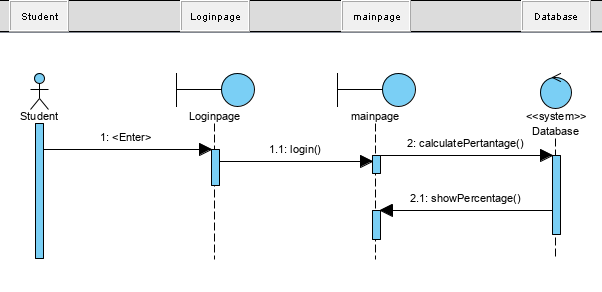 Student
Loginpage
mainpage
Database
Student
Loginpage
mainpage
<<system>>
Database
1: <Enter>
1.1: login()
2: calculatePertantage()
2.1: showPercentage()